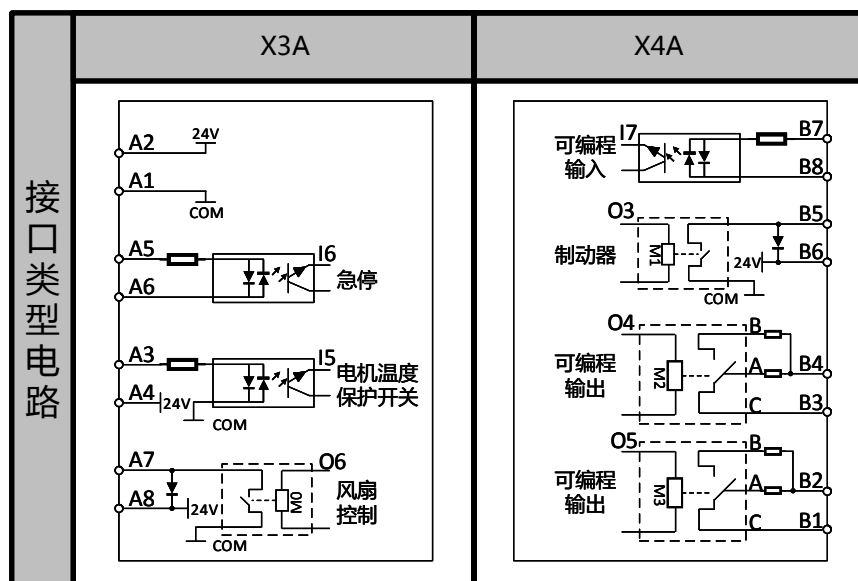 接口类型电路
X3A
X4A
A2
24V
A1
COM
A5
I6
急停
A6
A3
I5
电机温度
保护开关
A4
24V
COM
A7
O6
M0
风扇
控制
A8
24V
COM
I7
B7
可编程
输入
B8
O3
B5
M1
制动器
24V
B6
COM
O4
B
可编程
输出
M2
A
B4
C
B3
O5
B
可编程
输出
M3
A
B2
C
B1